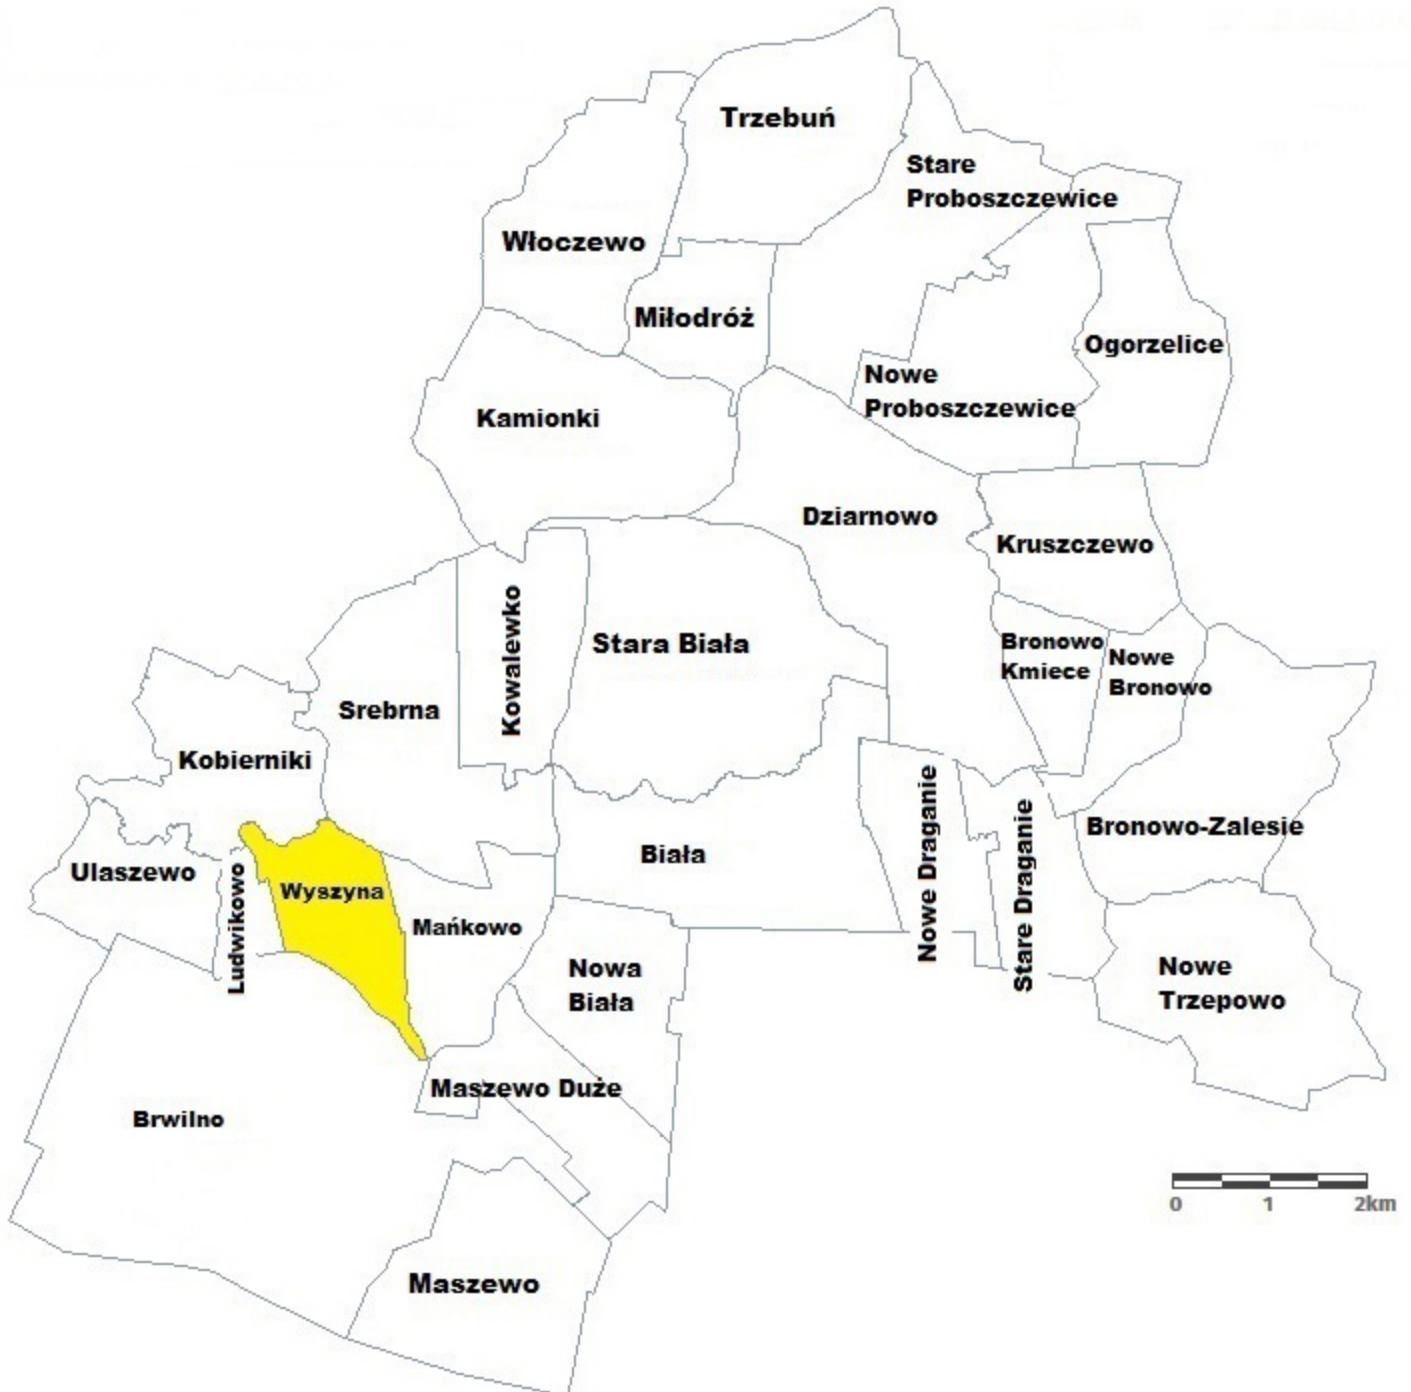 Trzebuń
Stare
Proboszczewice
Włoczewo
Miłodróż
Ogorzelice
Nowe
Proboszczewice
Kamionki
Dziarnowo
Kruszczewo
Kowalewko
Stara Biała
Bronowo
Kmiece
Nowe
Bronowo
Srebrna
Kobierniki
Nowe Draganie
Stare Draganie
Bronowo-Zalesie
Biała
Ulaszewo
Ludwikowo
Wyszyna
Mańkowo
Nowa
Biała
Nowe
Trzepowo
Maszewo Duże
Brwilno
0 1 2km
Maszewo